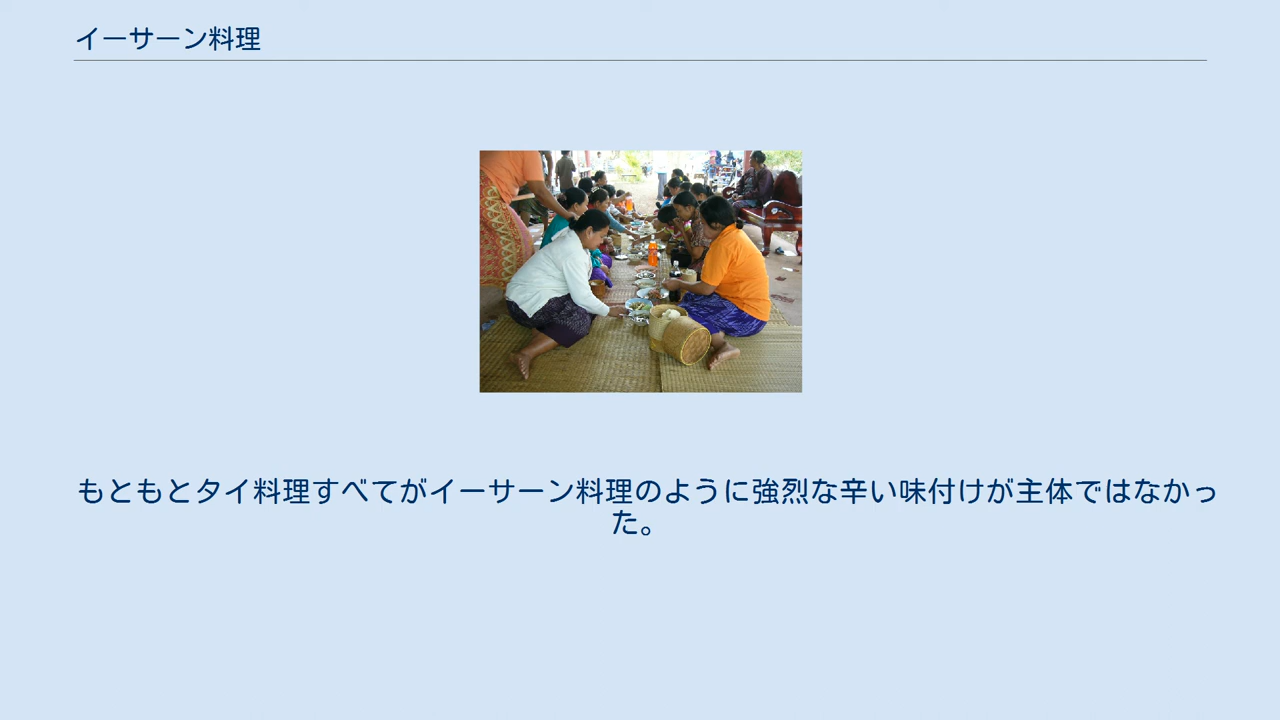 イーサーン料理
もともとタイ料理すべてがイーサーン料理のように強烈な辛い味付けが主体ではなかっ
た。